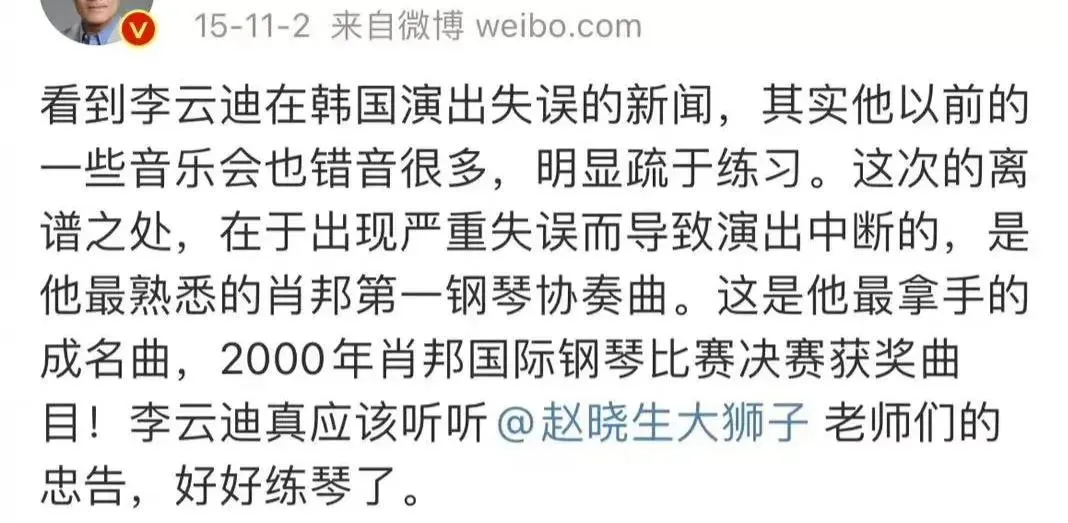 15-11-2 来自微博 weibo.com
看到李云迪在韩国演出失误的新闻，其实他以前的
一些音乐会也错音很多，明显疏于练习。这次的离
谱之处，在于出现严重失误而导致演出中断的，是
他最熟悉的肖邦第一钢琴协奏曲。这是他最拿手的
成名曲，2000年肖邦国际钢琴比赛决赛获奖曲
目！李云迪真应该听听@赵晓生大狮子 老师们的
忠告，好好练琴了。